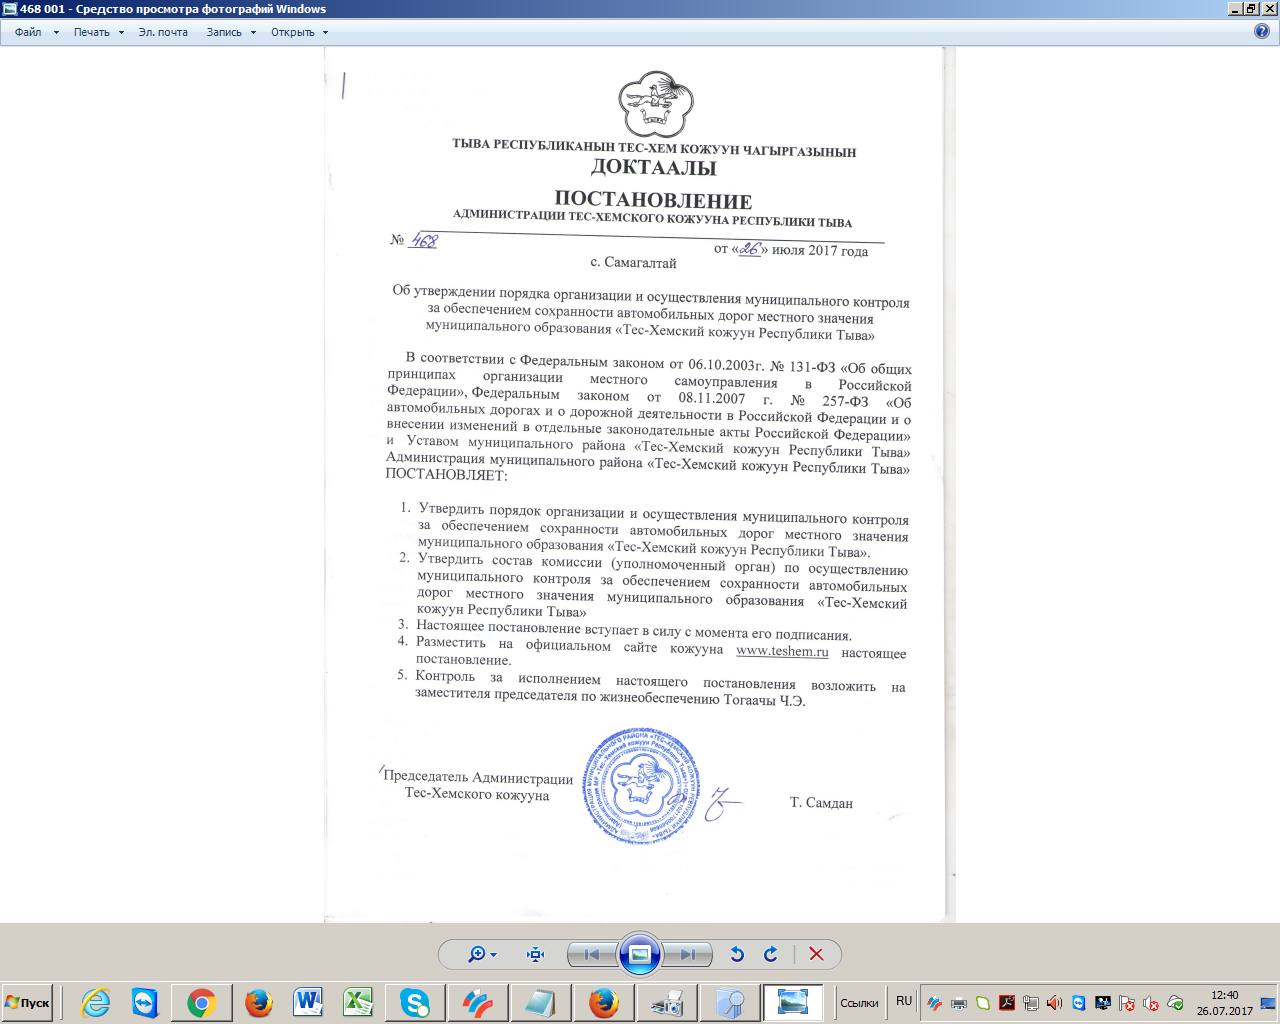 468 001 - Средство просмотра фотографий Windows
Файл Печать Эл. почта Запись Открыть
ТЫВА РЕСПУБЛИКАНЫН ТЕС-ХЕМ КОЖУУН ЧАГЫРГАЗЫНЫН
ДОКТААЛЫ
ПОСТАНОВЛЕНИЕ
АДМИНИСТРАЦИИ ТЕС-ХЕМСКОГО КОЖУУНА РЕСПУБЛИКИ ТЫВА
№ 468 от «26» июля 2017 года
с. Самагалтай
Об утверждении порядка организации и осуществления муниципального контроля
за обеспечением сохранности автомобильных дорог местного значения
муниципального образования «Тес-Хемский кожуун Республики Тыва»
В соответствии с Федеральным законом от 06.10.2003г. № 131-ФЗ «Об общих
принципах организации местного самоуправления в Российской
Федерации», Федеральным законом от 08.11.2007 г. № 257-ФЗ «Об
автомобильных дорогах и о дорожной деятельности в Российской Федерации и о
внесении изменений в отдельные законодательные акты Российской Федерации»
и Уставом муниципального района «Тес-Хемский кожуун Республики Тыва»
Администрация муниципального района «Тес-Хемский кожуун Республики Тыва»
ПОСТАНОВЛЯЕТ:
1. Утвердить порядок организации и осуществления муниципального контроля
за обеспечением сохранности автомобильных дорог местного значения
муниципального образования «Тес-Хемский кожуун Республики Тыва».
2. Утвердить состав комиссии (уполномоченный орган) по осуществлению
муниципального контроля за обеспечением сохранности автомобильных
дорог местного значения муниципального образования «Тес-Хемский
кожуун Республики Тыва»
3. Настоящее постановление вступает в силу с момента его подписания.
4. Разместить на официальном сайте кожууна www.teshem.ru настоящее
постановление.
5. Контроль за исполнением настоящего постановления возложить на
заместителя председателя по жизнеобеспечению Тогаачы Ч.Э.
Председатель Администрации
Тес-Хемского кожууна Т. Самдан
Пуск Ссылки RU 12:40
26.07.2017